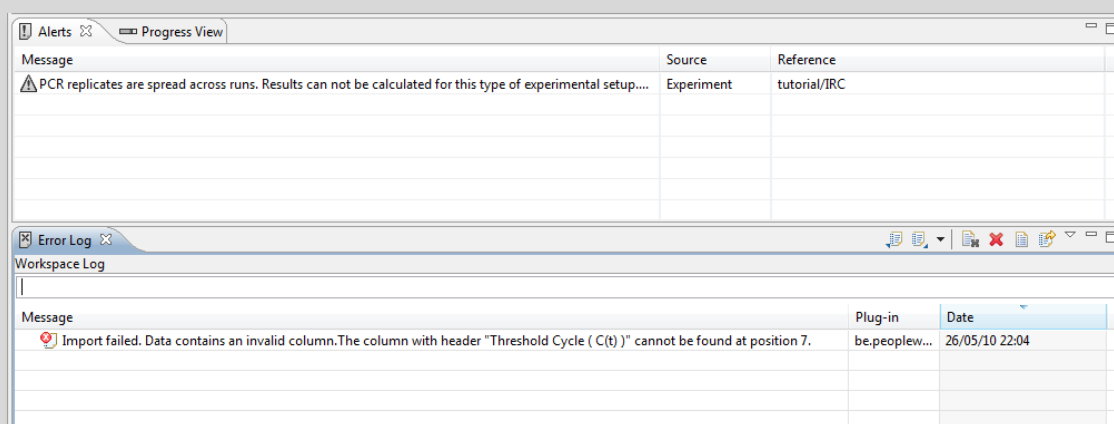 Alerts Progress View
Message Source Reference
PCR replicates are spread across runs. Results can not be calculated for this type of experimental setup.... Experiment tutorial/IRC
Error Log
Workspace Log
Message Plug-in Date
Import failed. Data contains an invalid column.The column with header "Threshold Cycle ( C(t) )" cannot be found at position 7. be.peoplew... 26/05/10 22:04